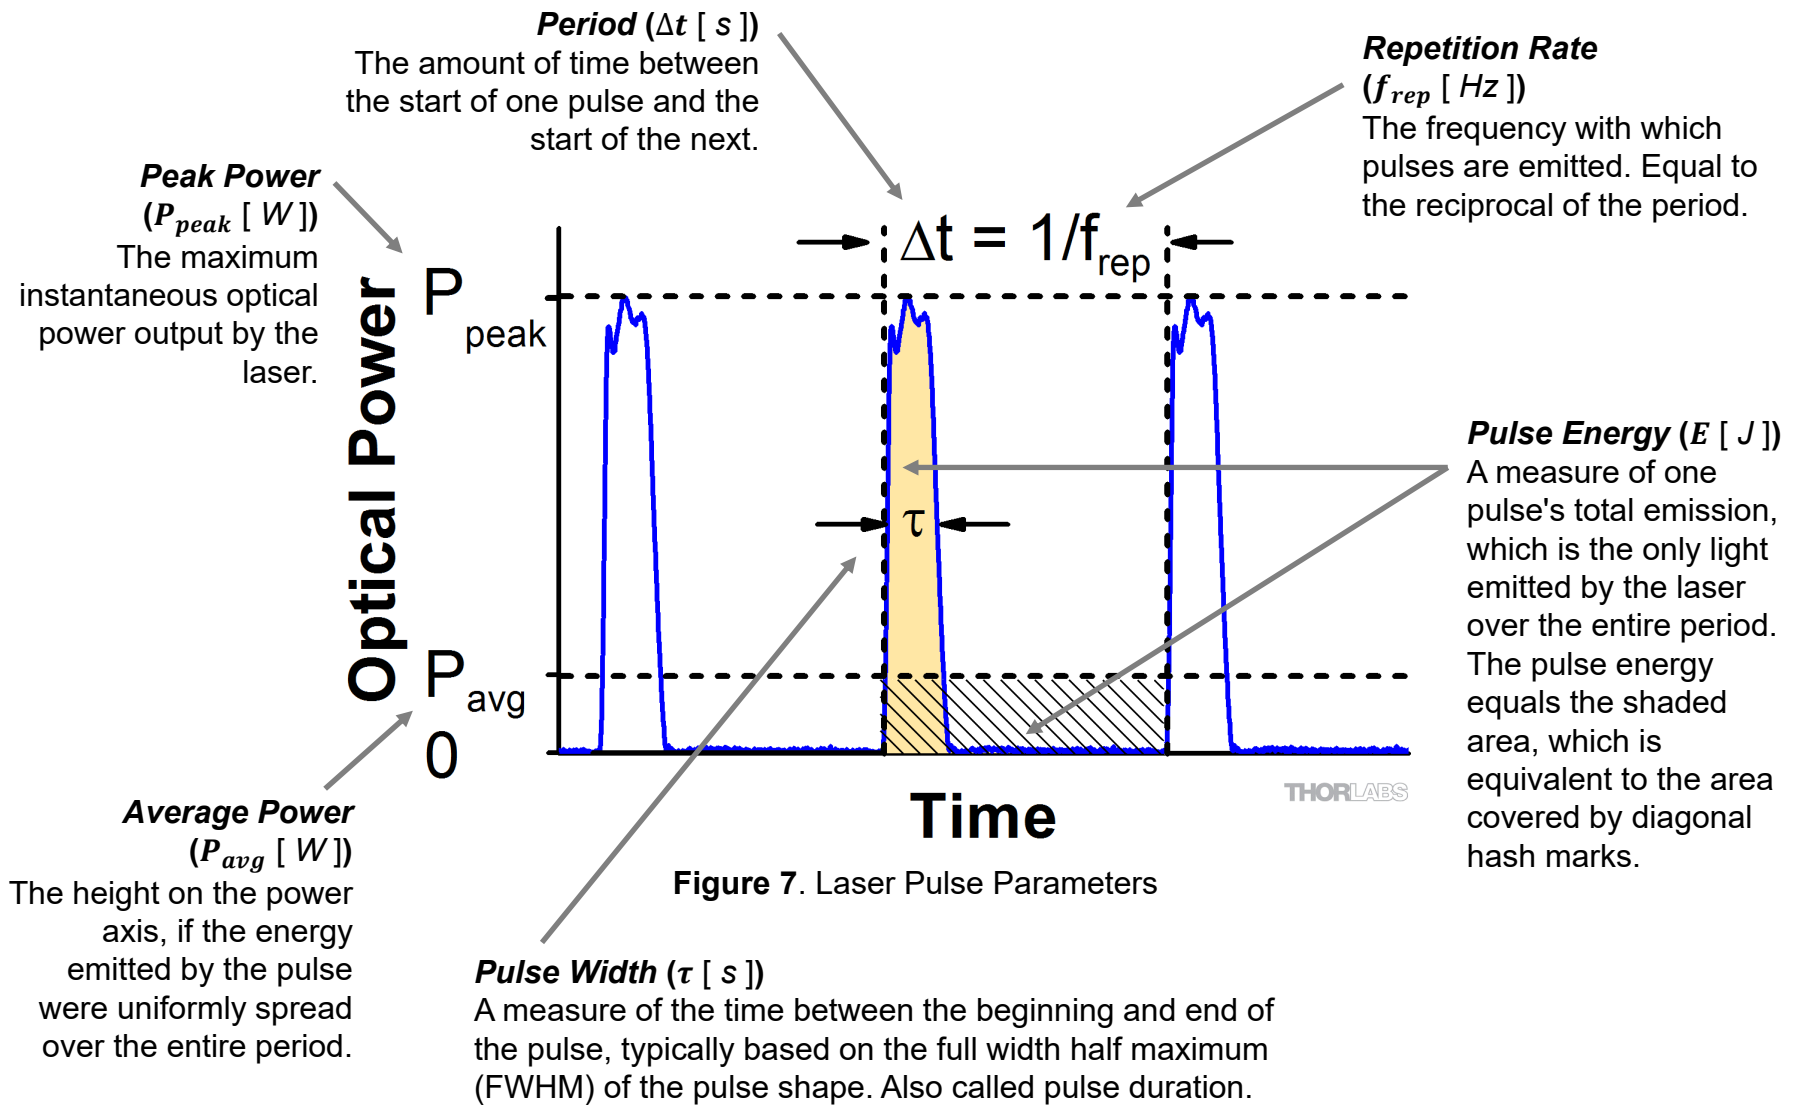 Period (Δt [ s ])
The amount of time between
the start of one pulse and the
start of the next.
Repetition Rate
(f_rep [ Hz ])
The frequency with which
pulses are emitted. Equal to
the reciprocal of the period.
Peak Power
(P_peak [ W ])
The maximum
instantaneous optical
power output by the
laser.
Δt = 1/f_rep
P_peak
Optical Power
τ
P_avg
0
Time
THORLABS
Pulse Energy (E [ J ])
A measure of one
pulse's total emission,
which is the only light
emitted by the laser
over the entire period.
The pulse energy
equals the shaded
area, which is
equivalent to the area
covered by diagonal
hash marks.
Average Power
(P_avg [ W ])
The height on the power
axis, if the energy
emitted by the pulse
were uniformly spread
over the entire period.
Figure 7. Laser Pulse Parameters
Pulse Width (τ [ s ])
A measure of the time between the beginning and end of
the pulse, typically based on the full width half maximum
(FWHM) of the pulse shape. Also called pulse duration.